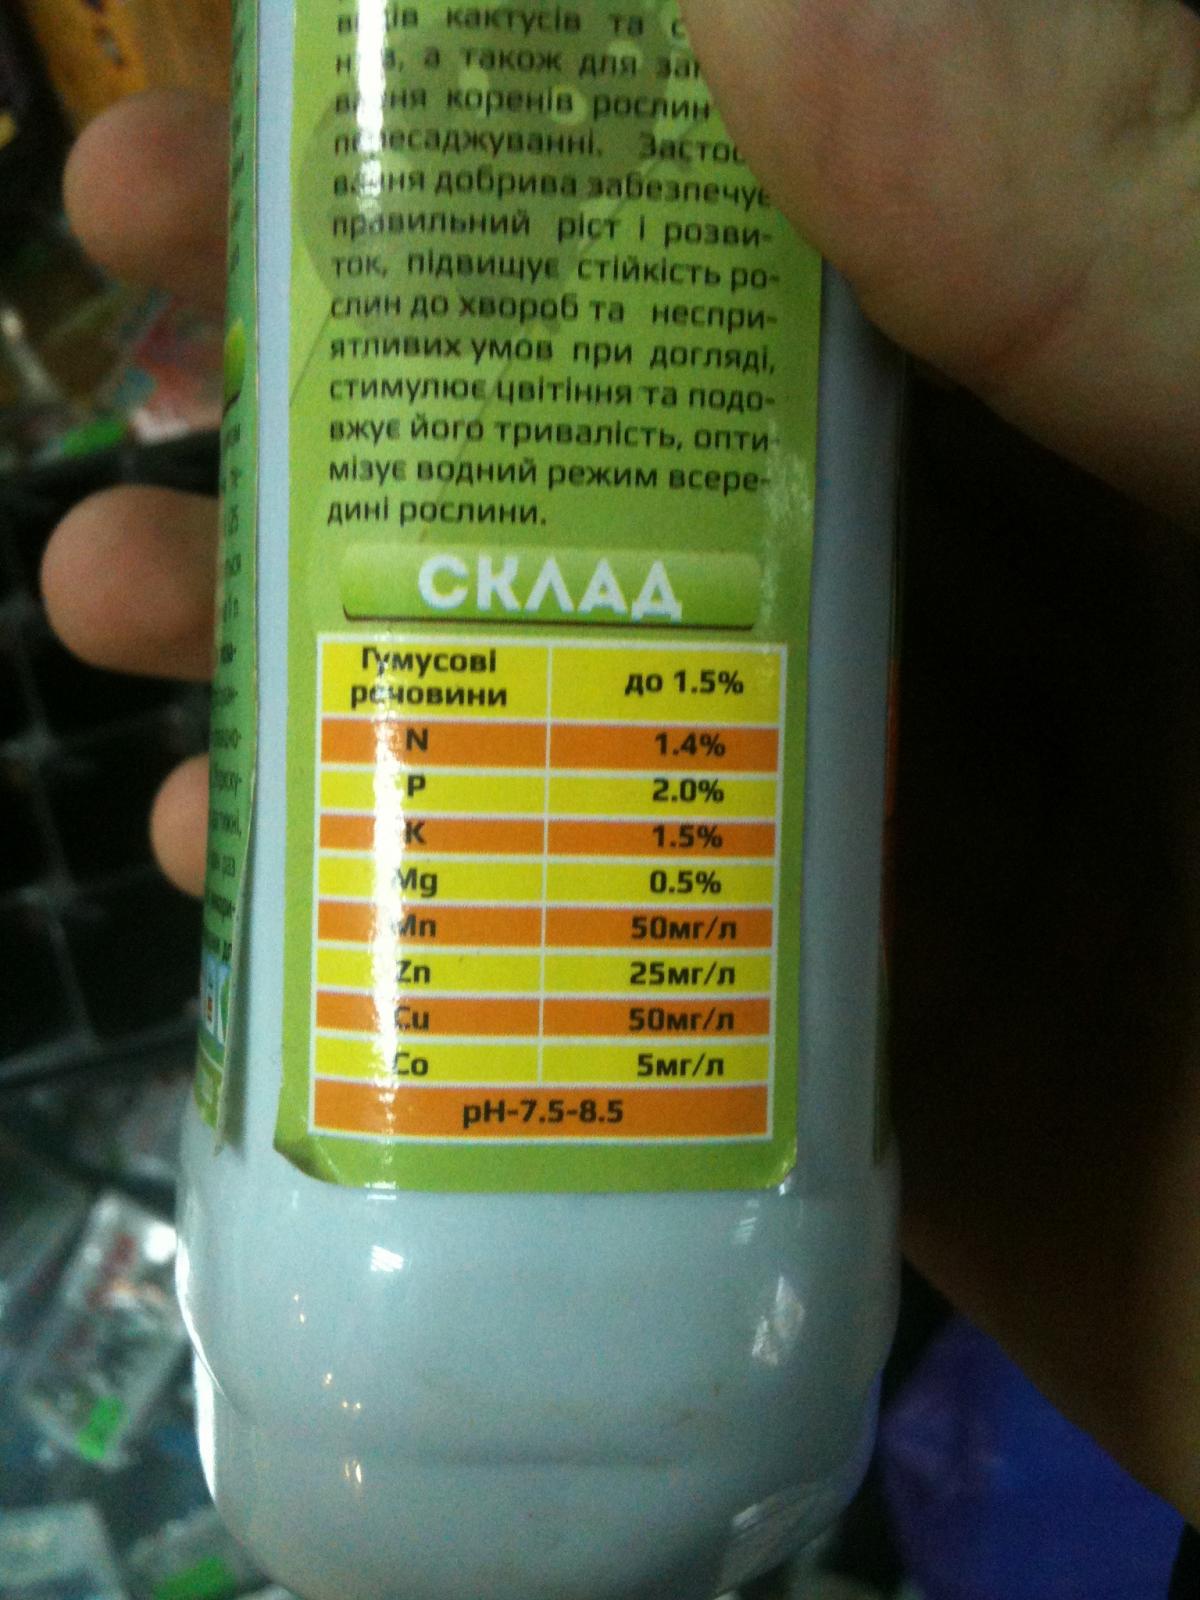 видів кактусів та
а також для
вання коренів рослин
пересаджуванні. Застос
вання добрива забезпечує
правильний ріст і розви-
ток, підвищує стійкість ро-
слин до хвороб та неспри-
ятливих умов при догляді,
стимулює цвітіння та подо-
вжує його тривалість, опти-
мізує водний режим всере-
дині рослини.
СКЛАД
Гумусові речовини до 1.5%
N 1.4%
P 2.0%
K 1.5%
Mg 0.5%
Mn 50мг/л
Zn 25мг/л
Cu 50мг/л
Co 5мг/л
pH-7.5-8.5